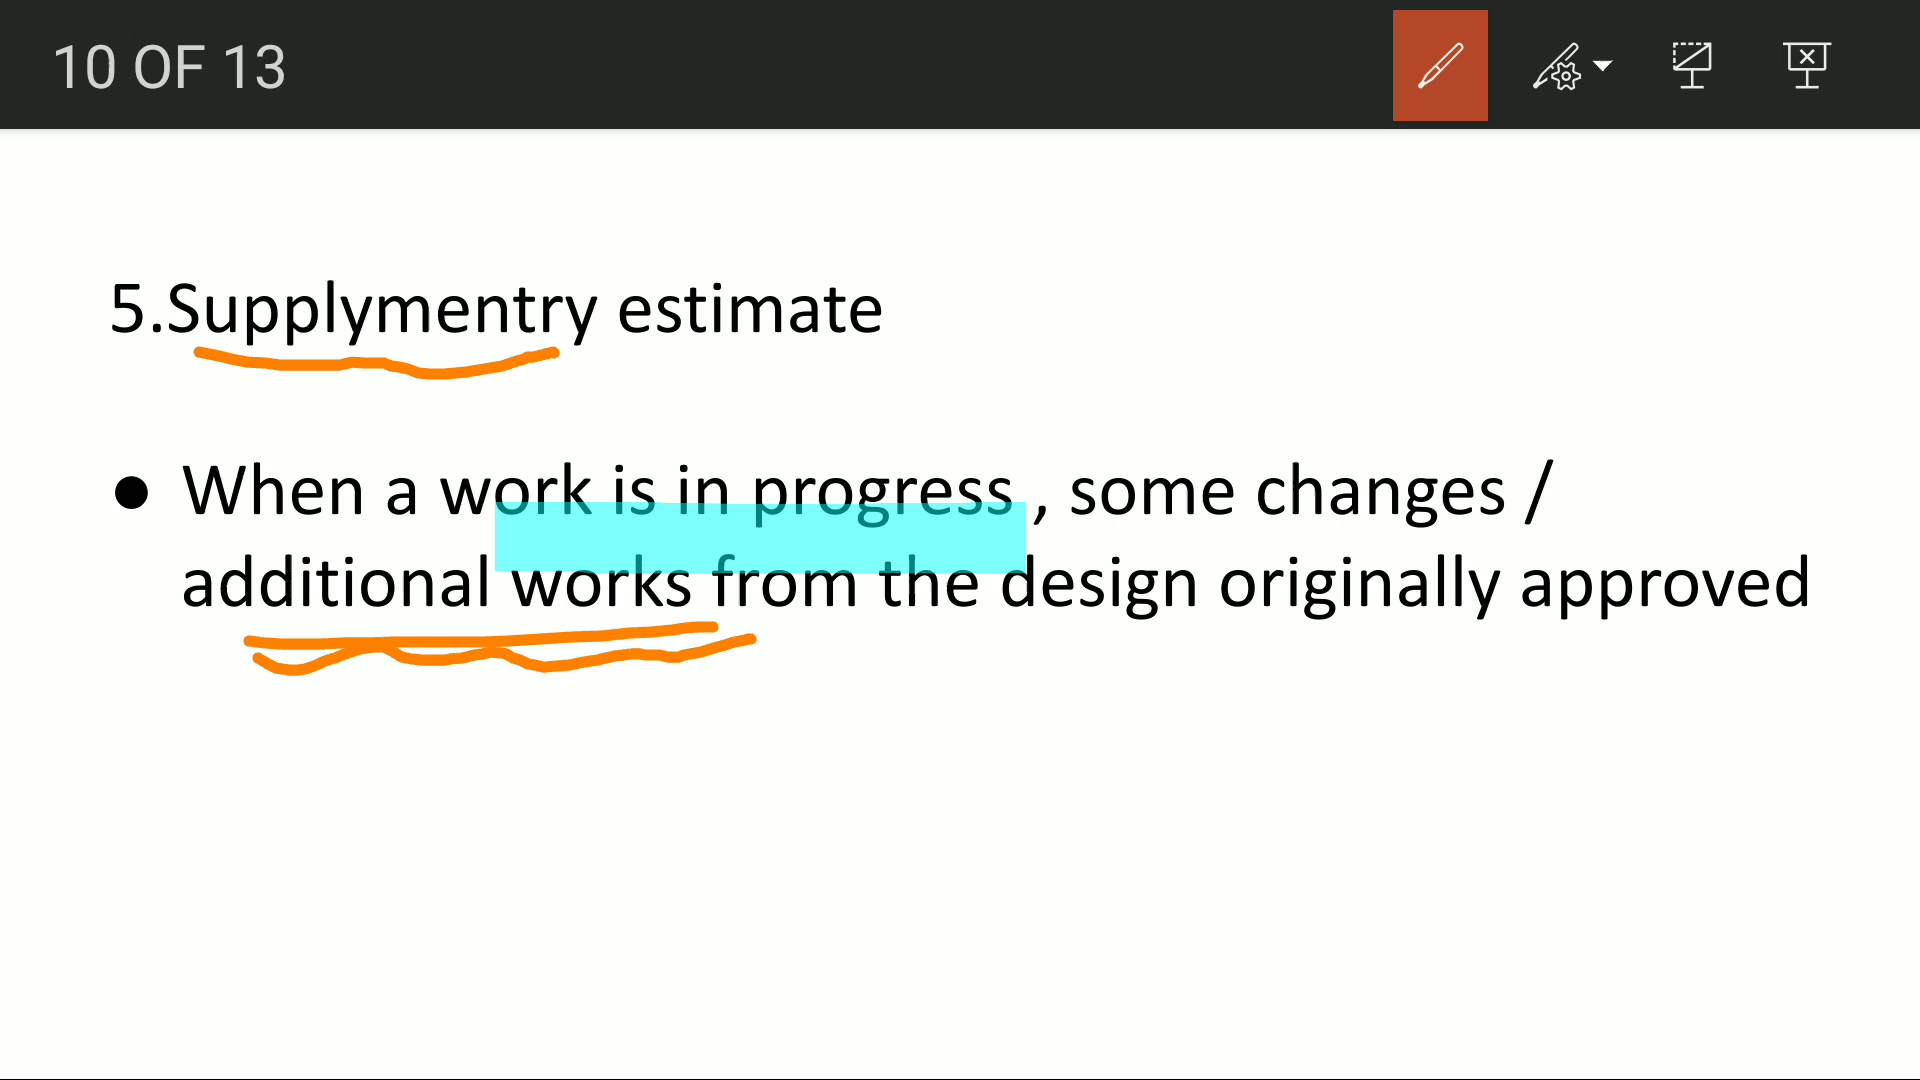 10 OF 13
5.Supplymentry estimate
● When a work is in progress , some changes /
additional works from the design originally approved